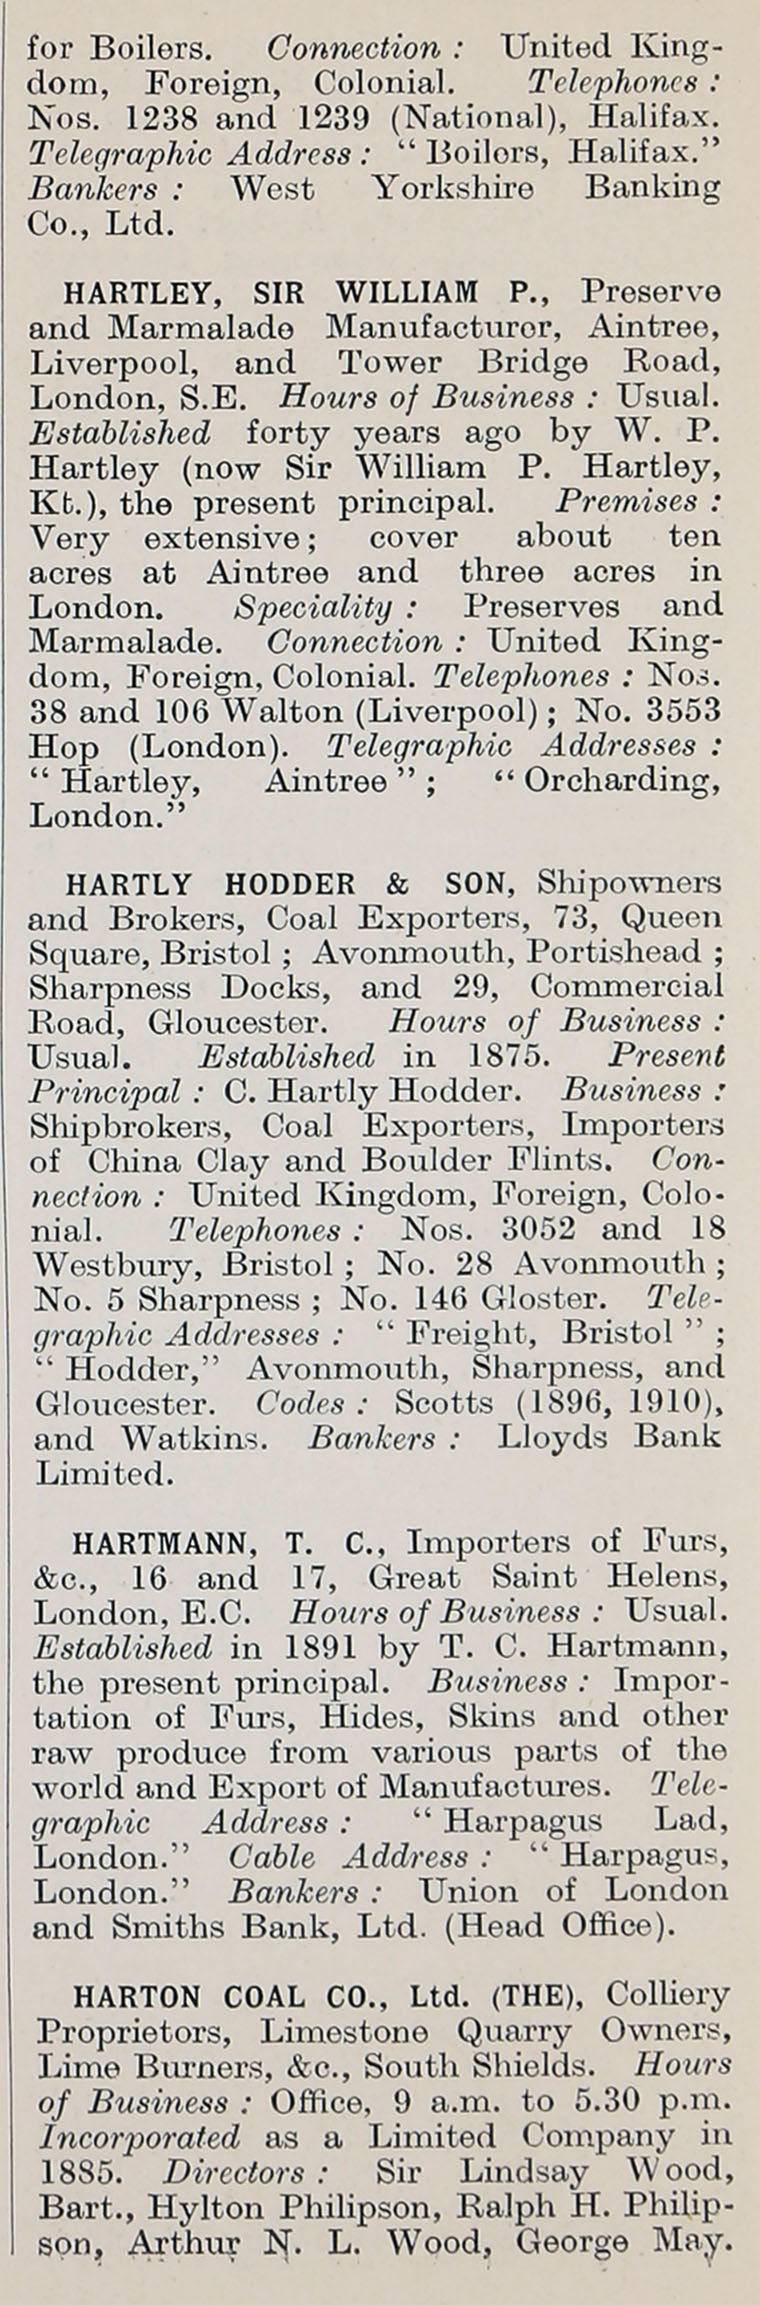 for Boilers. Connection : United King-
dom, Foreign, Colonial. Telephones :
Nos. 1238 and 1239 (National), Halifax.
Telegraphic Address : “ Boilers, Halifax.”
Bankers : West Yorkshire Banking
Co., Ltd.
HARTLEY, SIR WILLIAM P., Preserve
and Marmalade Manufacturer, Aintree,
Liverpool, and Tower Bridge Road,
London, S.E. Hours of Business : Usual.
Established forty years ago by W. P.
Hartley (now Sir William P. Hartley,
Kt.), the present principal. Premises :
Very extensive; cover about ten
acres at Aintree and three acres in
London. Speciality : Preserves and
Marmalade. Connection : United King-
dom, Foreign, Colonial. Telephones : Nos.
38 and 106 Walton (Liverpool) ; No. 3553
Hop (London). Telegraphic Addresses :
“ Hartley, Aintree ” ; “ Orcharding,
London.”
HARTLY HODDER & SON, Shipowners
and Brokers, Coal Exporters, 73, Queen
Square, Bristol ; Avonmouth, Portishead ;
Sharpness Docks, and 29, Commercial
Road, Gloucester. Hours of Business :
Usual. Established in 1875. Present
Principal : C. Hartly Hodder. Business :
Shipbrokers, Coal Exporters, Importers
of China Clay and Boulder Flints. Con-
nection : United Kingdom, Foreign, Colo-
nial. Telephones : Nos. 3052 and 18
Westbury, Bristol ; No. 28 Avonmouth ;
No. 5 Sharpness ; No. 146 Gloster. Tele-
graphic Addresses : “ Freight, Bristol ” ;
“ Hodder,” Avonmouth, Sharpness, and
Gloucester. Codes : Scotts (1896, 1910),
and Watkins. Bankers : Lloyds Bank
Limited.
HARTMANN, T. C., Importers of Furs,
&c., 16 and 17, Great Saint Helens,
London, E.C. Hours of Business : Usual.
Established in 1891 by T. C. Hartmann,
the present principal. Business : Impor-
tation of Furs, Hides, Skins and other
raw produce from various parts of the
world and Export of Manufactures. Tele-
graphic Address : “ Harpagus Lad,
London.” Cable Address : “ Harpagus,
London.” Bankers : Union of London
and Smiths Bank, Ltd. (Head Office).
HARTON COAL CO., Ltd. (THE), Colliery
Proprietors, Limestone Quarry Owners,
Lime Burners, &c., South Shields. Hours
of Business : Office, 9 a.m. to 5.30 p.m.
Incorporated as a Limited Company in
1885. Directors : Sir Lindsay Wood,
Bart., Hylton Philipson, Ralph H. Philip-
son, Arthur N. L. Wood, George May.